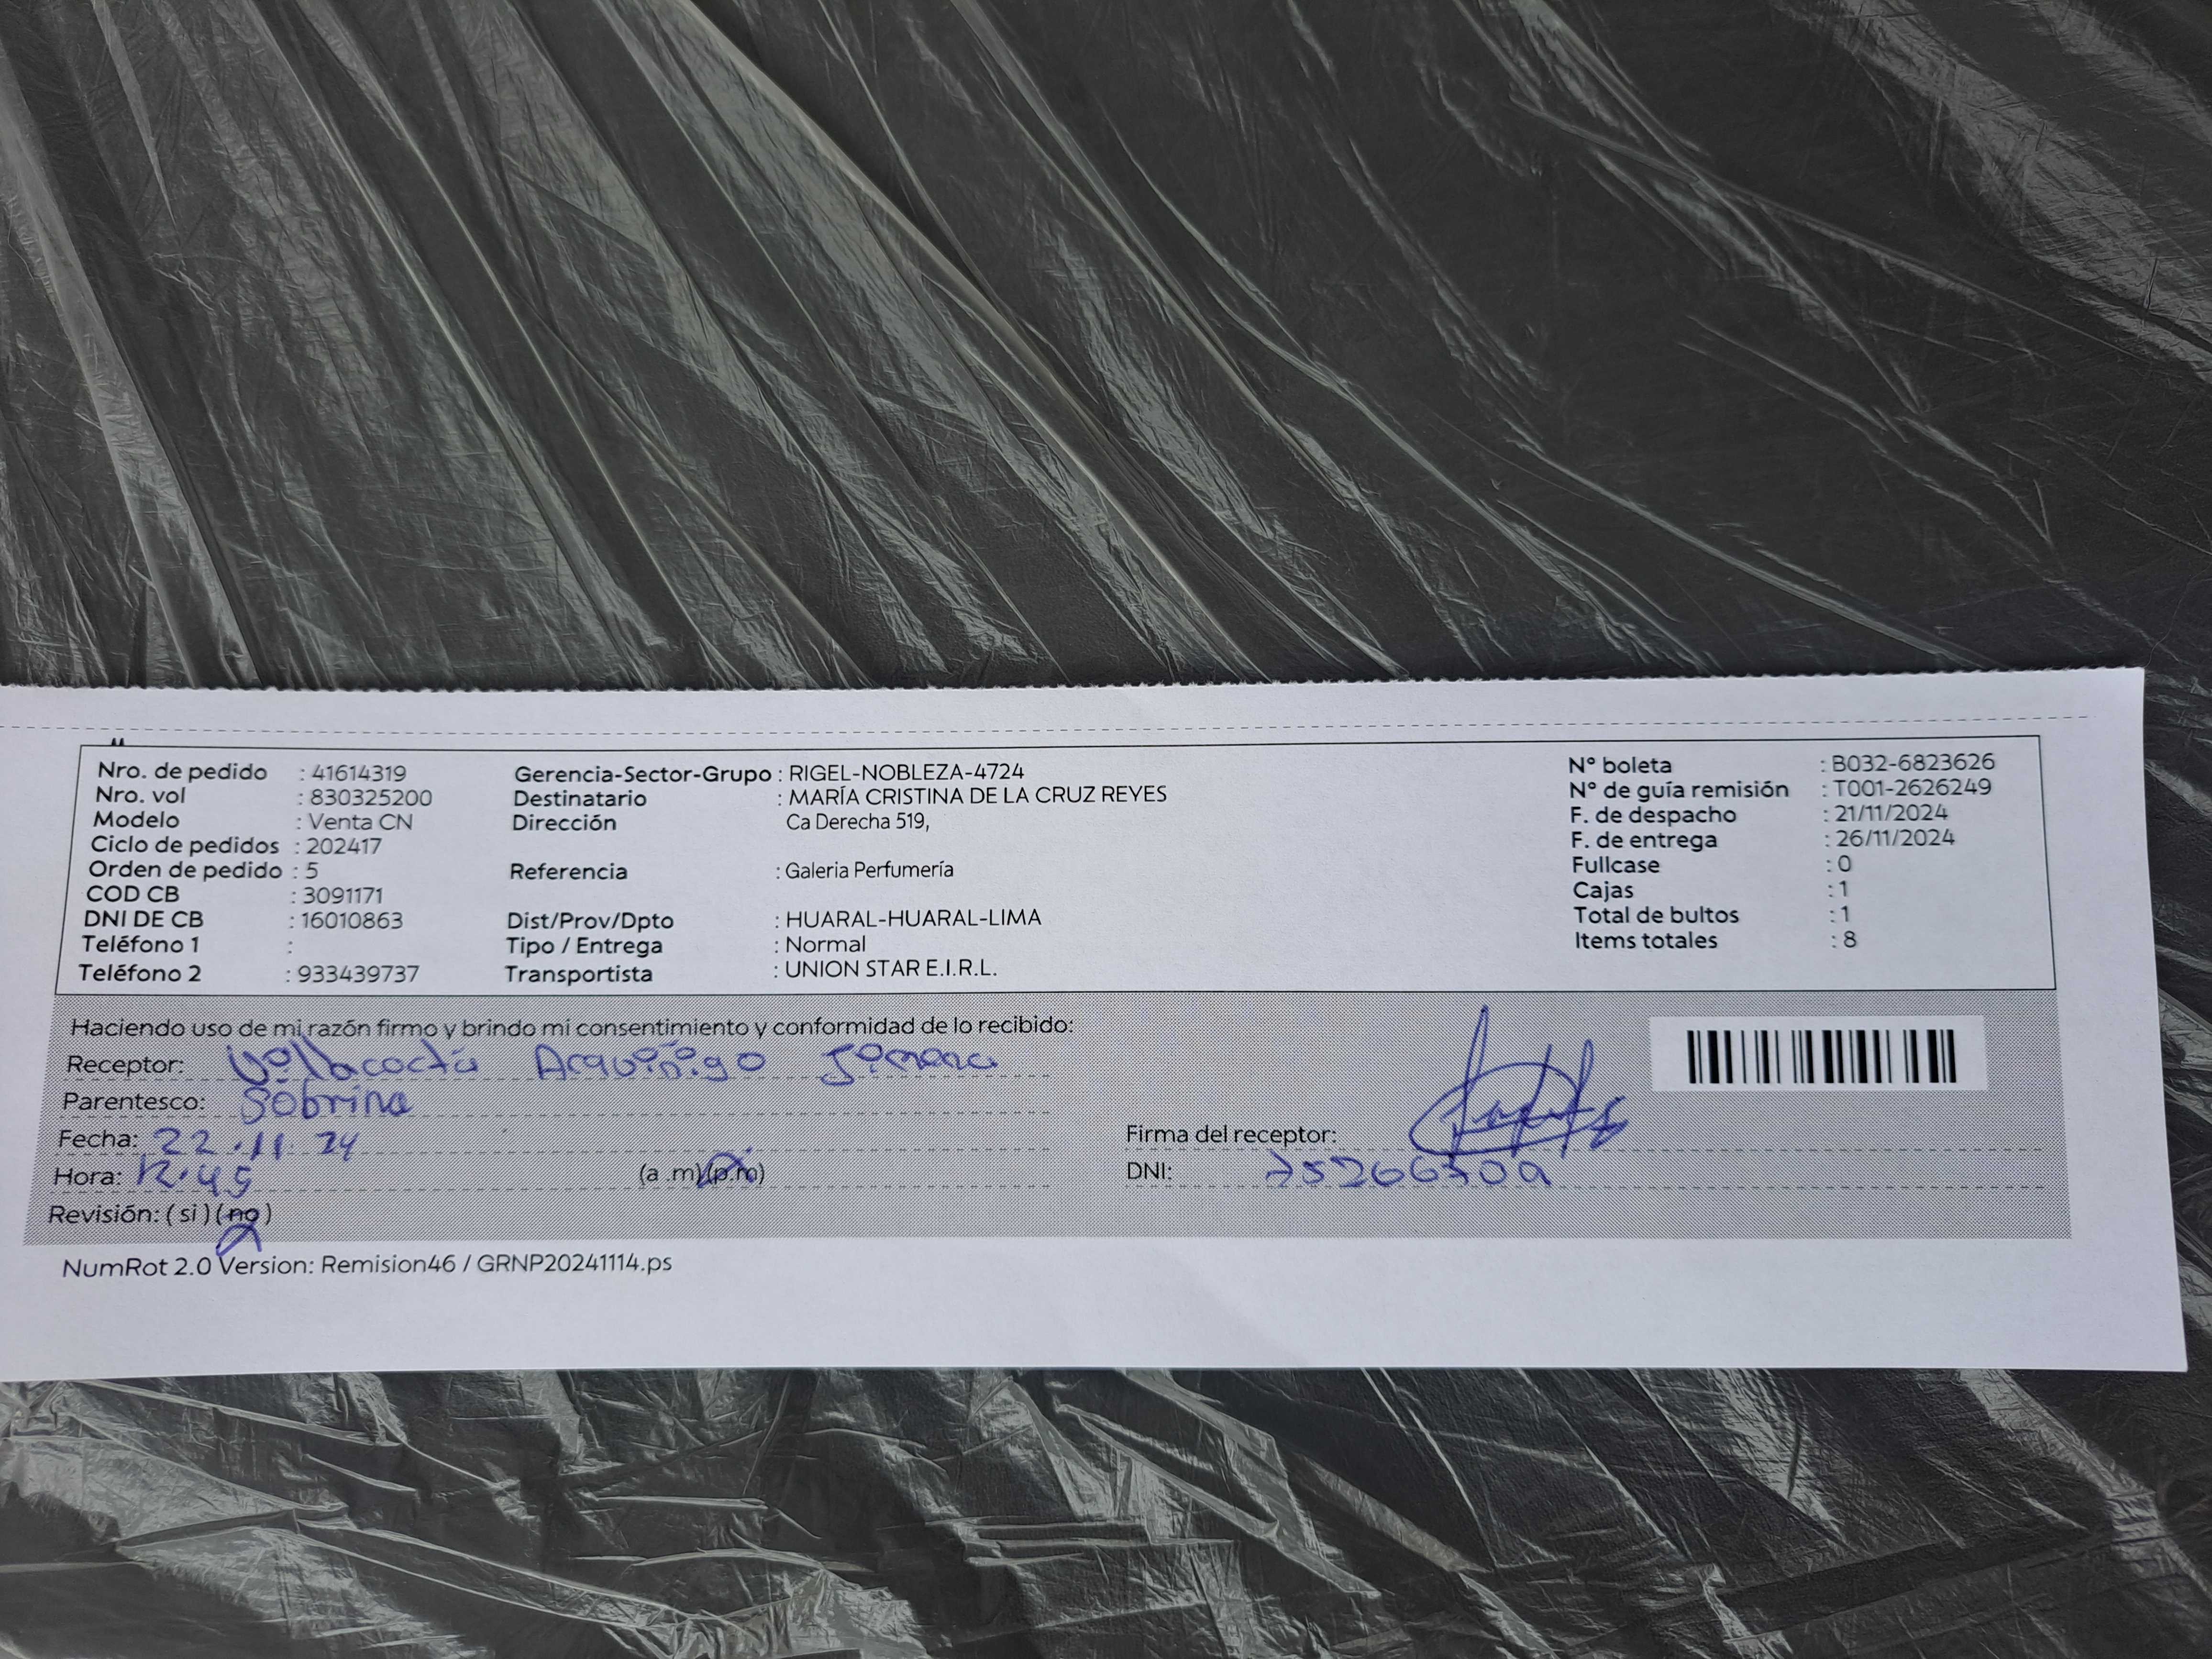 Nro. de pedido : 41614319 Gerencia-Sector-Grupo : RIGEL-NOBLEZA-4724 N° boleta : B032-6823626
Nro. vol : 830325200 Destinatario : MARÍA CRISTINA DE LA CRUZ REYES N° de guía remisión : T001-2626249
Modelo : Venta CN Dirección Ca Derecha 519, F. de despacho : 21/11/2024
Ciclo de pedidos : 202417 F. de entrega : 26/11/2024
Orden de pedido : 5 Referencia : Galeria Perfumería Fullcase : 0
COD CB : 3091171 Cajas : 1
DNI DE CB : 16010863 Dist/Prov/Dpto : HUARAL-HUARAL-LIMA Total de bultos : 1
Teléfono 1 : Tipo / Entrega : Normal Items totales : 8
Teléfono 2 : 933439737 Transportista : UNION STAR E.I.R.L.
Haciendo uso de mi razón firmo y brindo mi consentimiento y conformidad de lo recibido:
Receptor: Villacocta Arquiñigo Jimena
Parentesco: Sobrina
Fecha: 22.11.24 Firma del receptor:
Hora: 12:45 (a .m) (p.m) DNI:
Revisión: ( si ) ( no )
NumRot 2.0 Version: Remision46 / GRNP20241114.ps